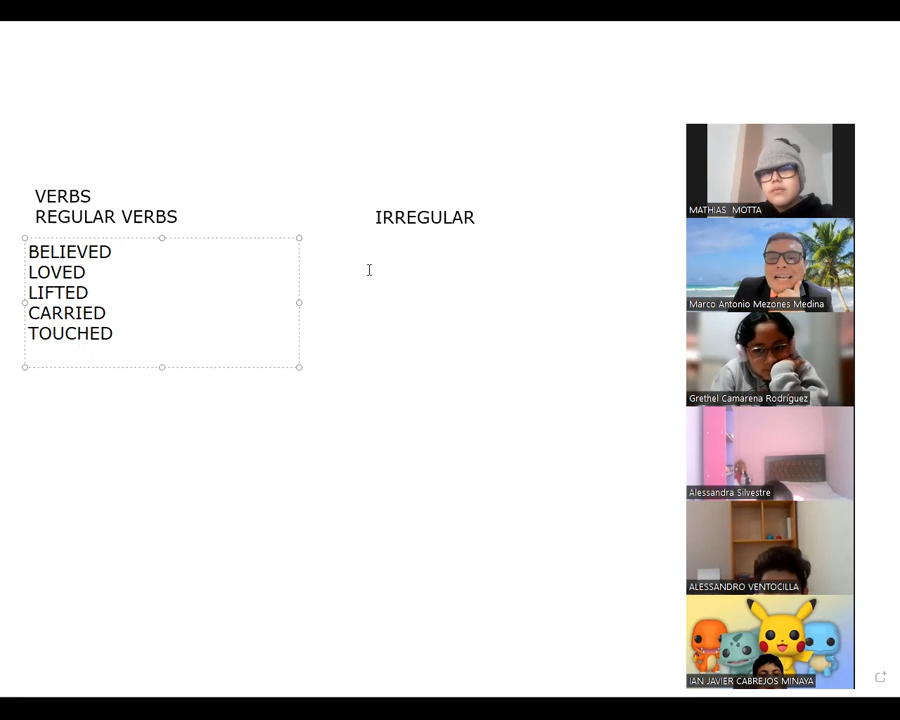 VERBS
REGULAR VERBS
IRREGULAR
BELIEVED
LOVED
LIFTED
CARRIED
TOUCHED
MATHIAS MOTTA
Marco Antonio Mezones Medina
Grethel Camarena Rodríguez
Alessandra Silvestre
ALESSANDRO VENTOCILLA
IAN JAVIER CABREJOS MINAYA